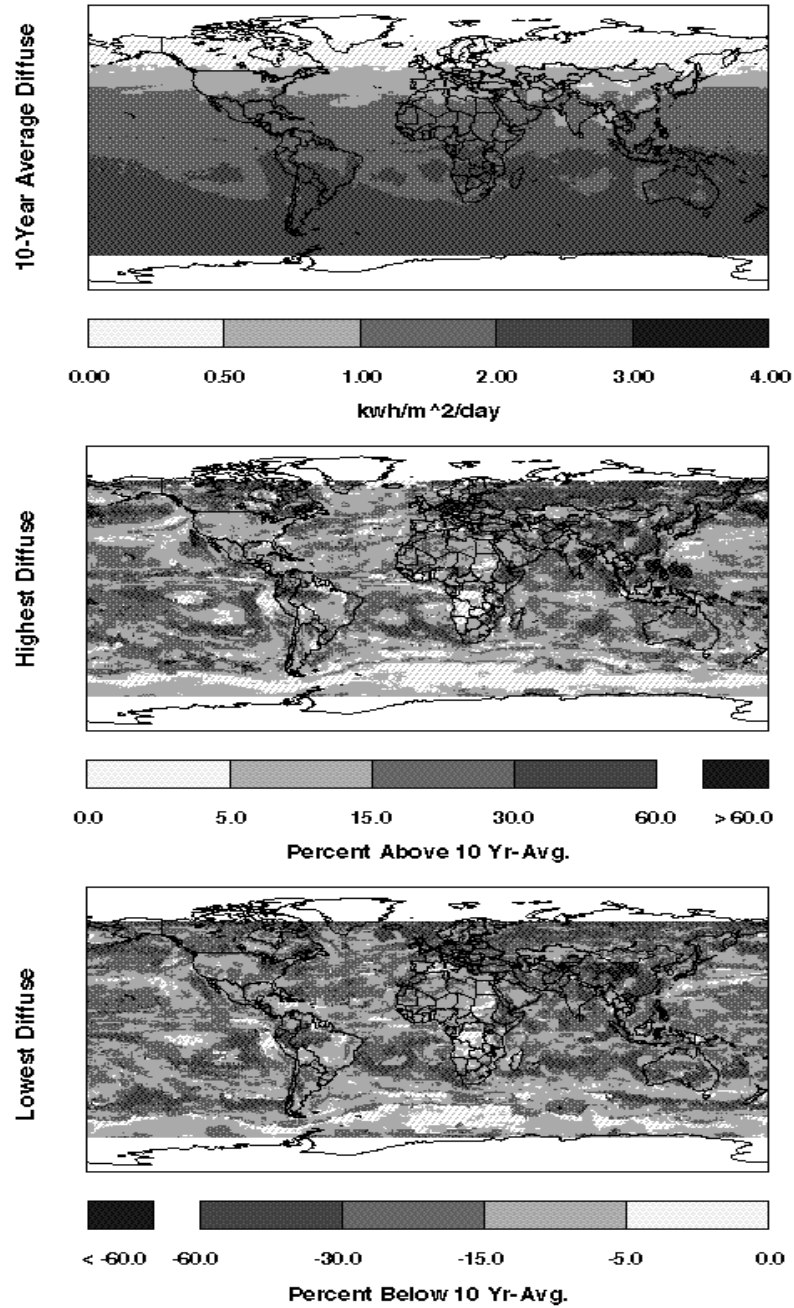 10-Year Average Diffuse
0.00 0.50 1.00 2.00 3.00 4.00
kwh/m^2/day
Highest Diffuse
0.0 5.0 15.0 30.0 60.0 >60.0
Percent Above 10 Yr-Avg.
Lowest Diffuse
< -60.0 -60.0 -30.0 -15.0 -5.0 0.0
Percent Below 10 Yr-Avg.